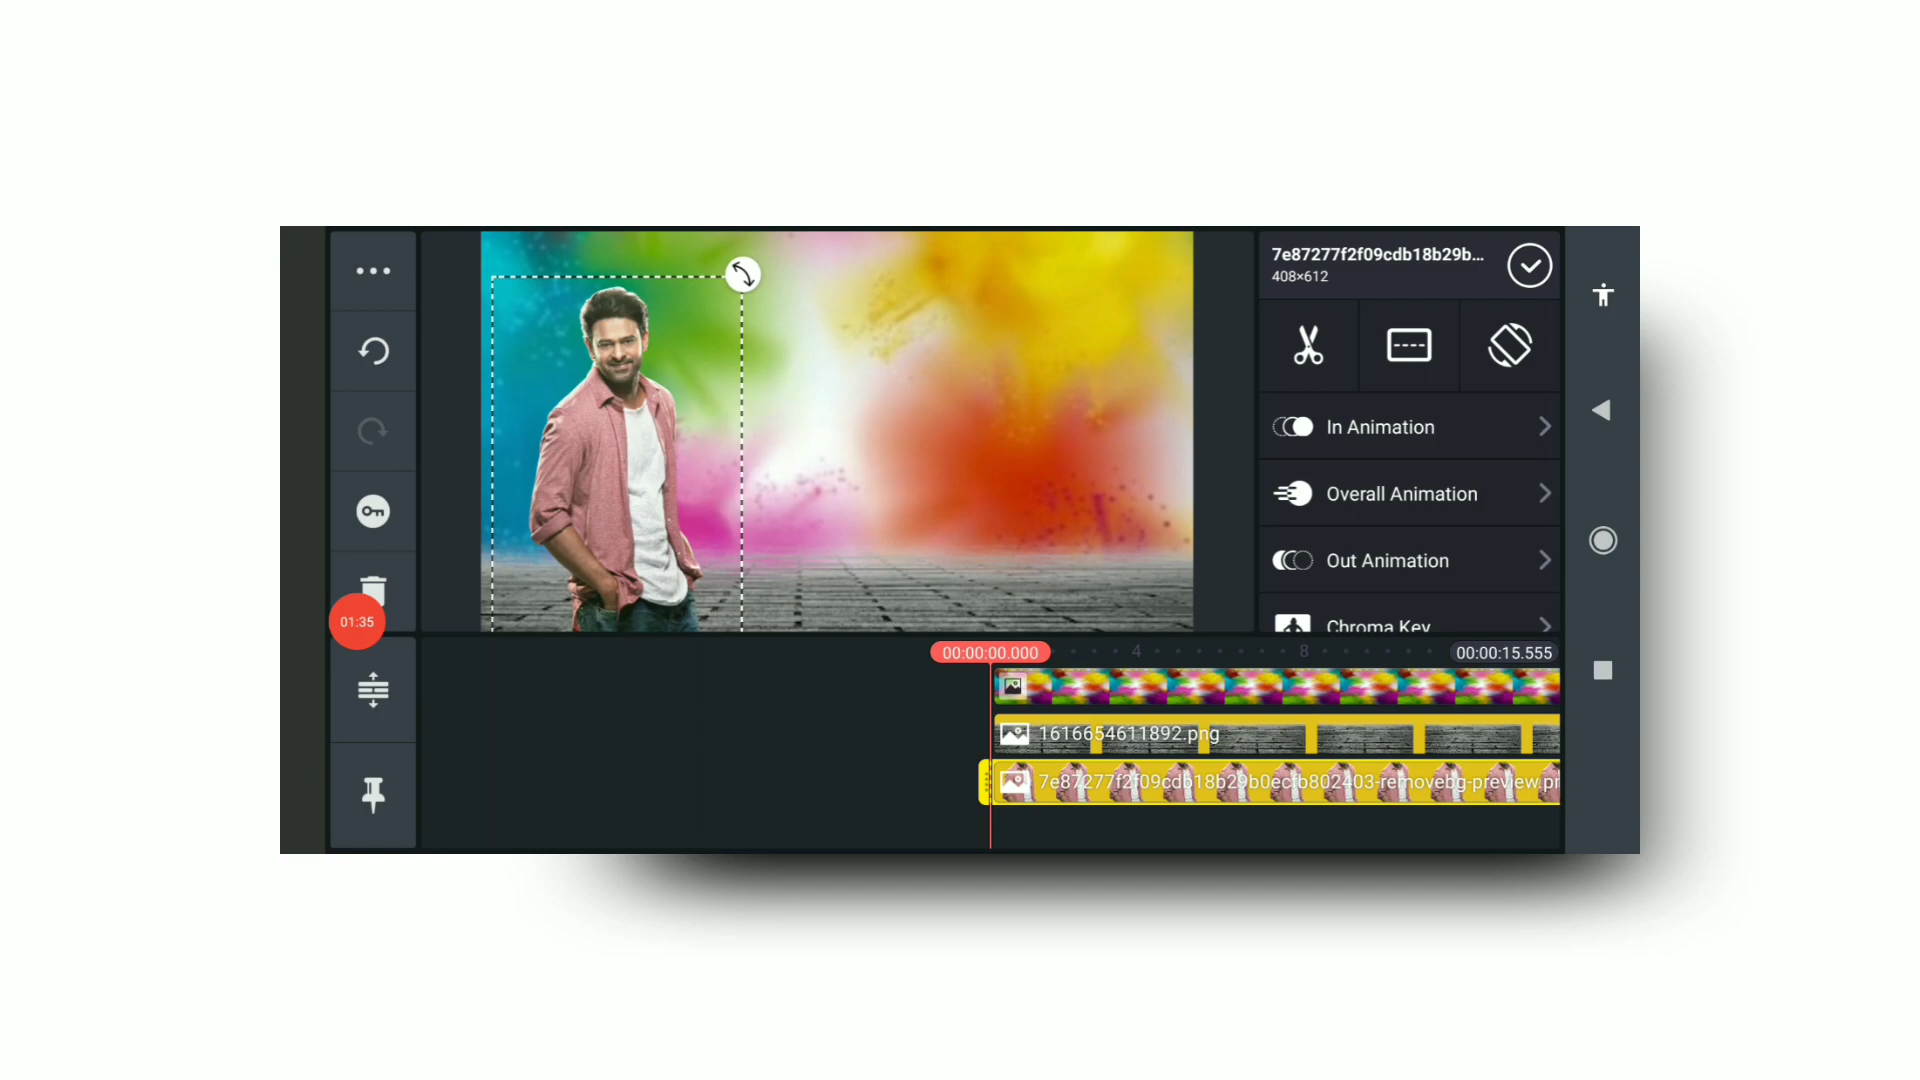 7e87277f2f09cdb18b29b...
408×612
In Animation
Overall Animation
Out Animation
Chroma Key
01:35
00:00:00.000
4
8
00:00:15.555
1616654611892.png
7e87277f2f09cdb18b29b0ecfb802403-removebg-preview.pn